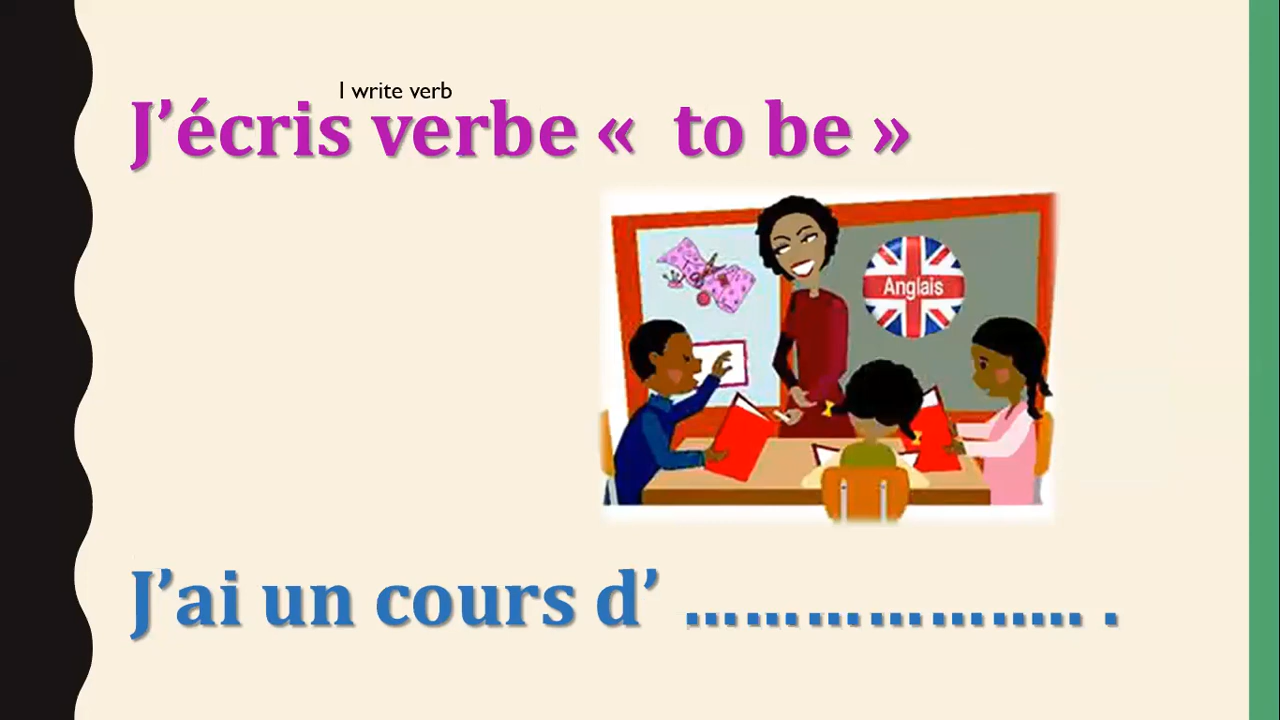 I write verb
J’écris verbe «  to be »
Anglais
J’ai un cours d’ ………………….. .